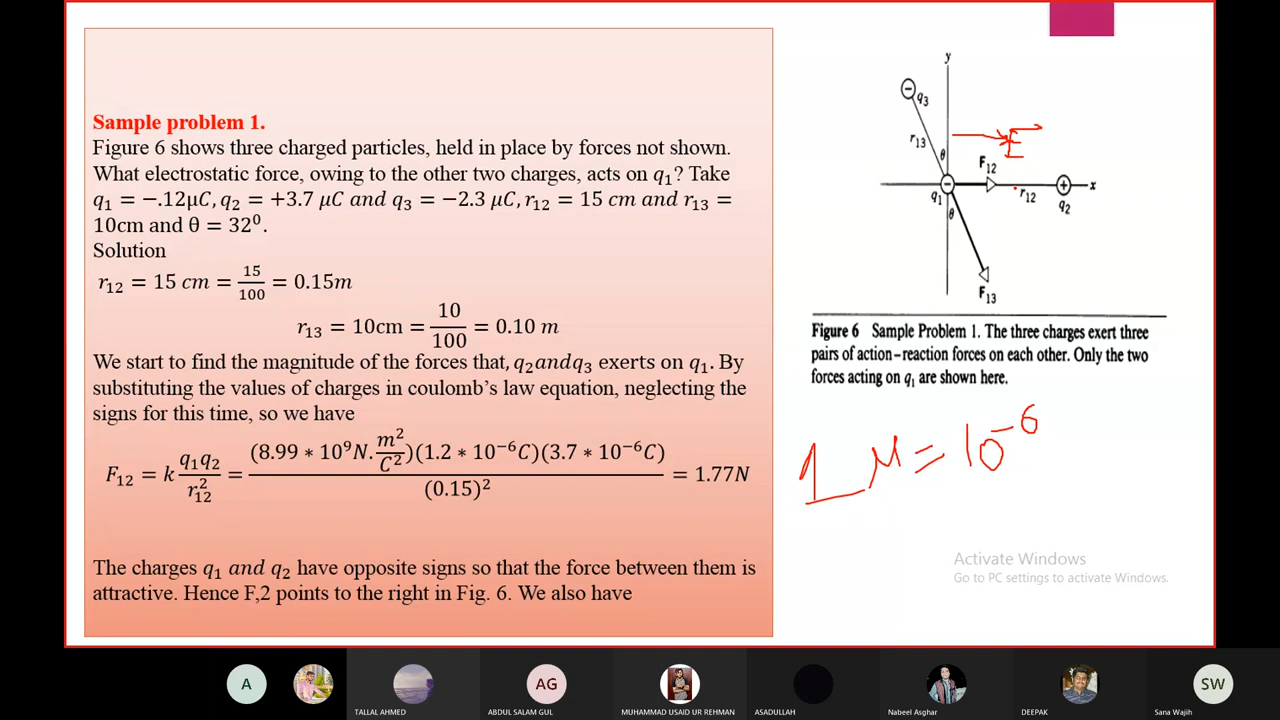 Sample problem 1.
Figure 6 shows three charged particles, held in place by forces not shown.
What electrostatic force, owing to the other two charges, acts on q₁? Take
q₁ = −.12µC, q₂ = +3.7 µC and q₃ = −2.3 µC, r₁₂ = 15 cm and r₁₃ =
10cm and θ = 32⁰.
Solution
r₁₂ = 15 cm = 15/100 = 0.15m
r₁₃ = 10cm = 10/100 = 0.10 m
We start to find the magnitude of the forces that, q₂andq₃ exerts on q₁. By
substituting the values of charges in coulomb's law equation, neglecting the
signs for this time, so we have
F₁₂ = k q₁q₂/r₁₂² = (8.99 ∗ 10⁹N.m²/C²)(1.2 ∗ 10⁻⁶C)(3.7 ∗ 10⁻⁶C)/(0.15)² = 1.77N
The charges q₁ and q₂ have opposite signs so that the force between them is
attractive. Hence F,2 points to the right in Fig. 6. We also have
y
− q₃
r₁₃
θ
F₁₂
− + x
q₁ r₁₂ q₂
θ
F₁₃
Figure 6 Sample Problem 1. The three charges exert three
pairs of action–reaction forces on each other. Only the two
forces acting on q₁ are shown here.
1 µ = 10⁻⁶
Activate Windows
Go to PC settings to activate Windows.
A
AG
SW
TALLAL AHMED
ABDUL SALAM GUL
MUHAMMAD USAID UR REHMAN
ASADULLAH
Nabeel Asghar
DEEPAK
Sana Wajih